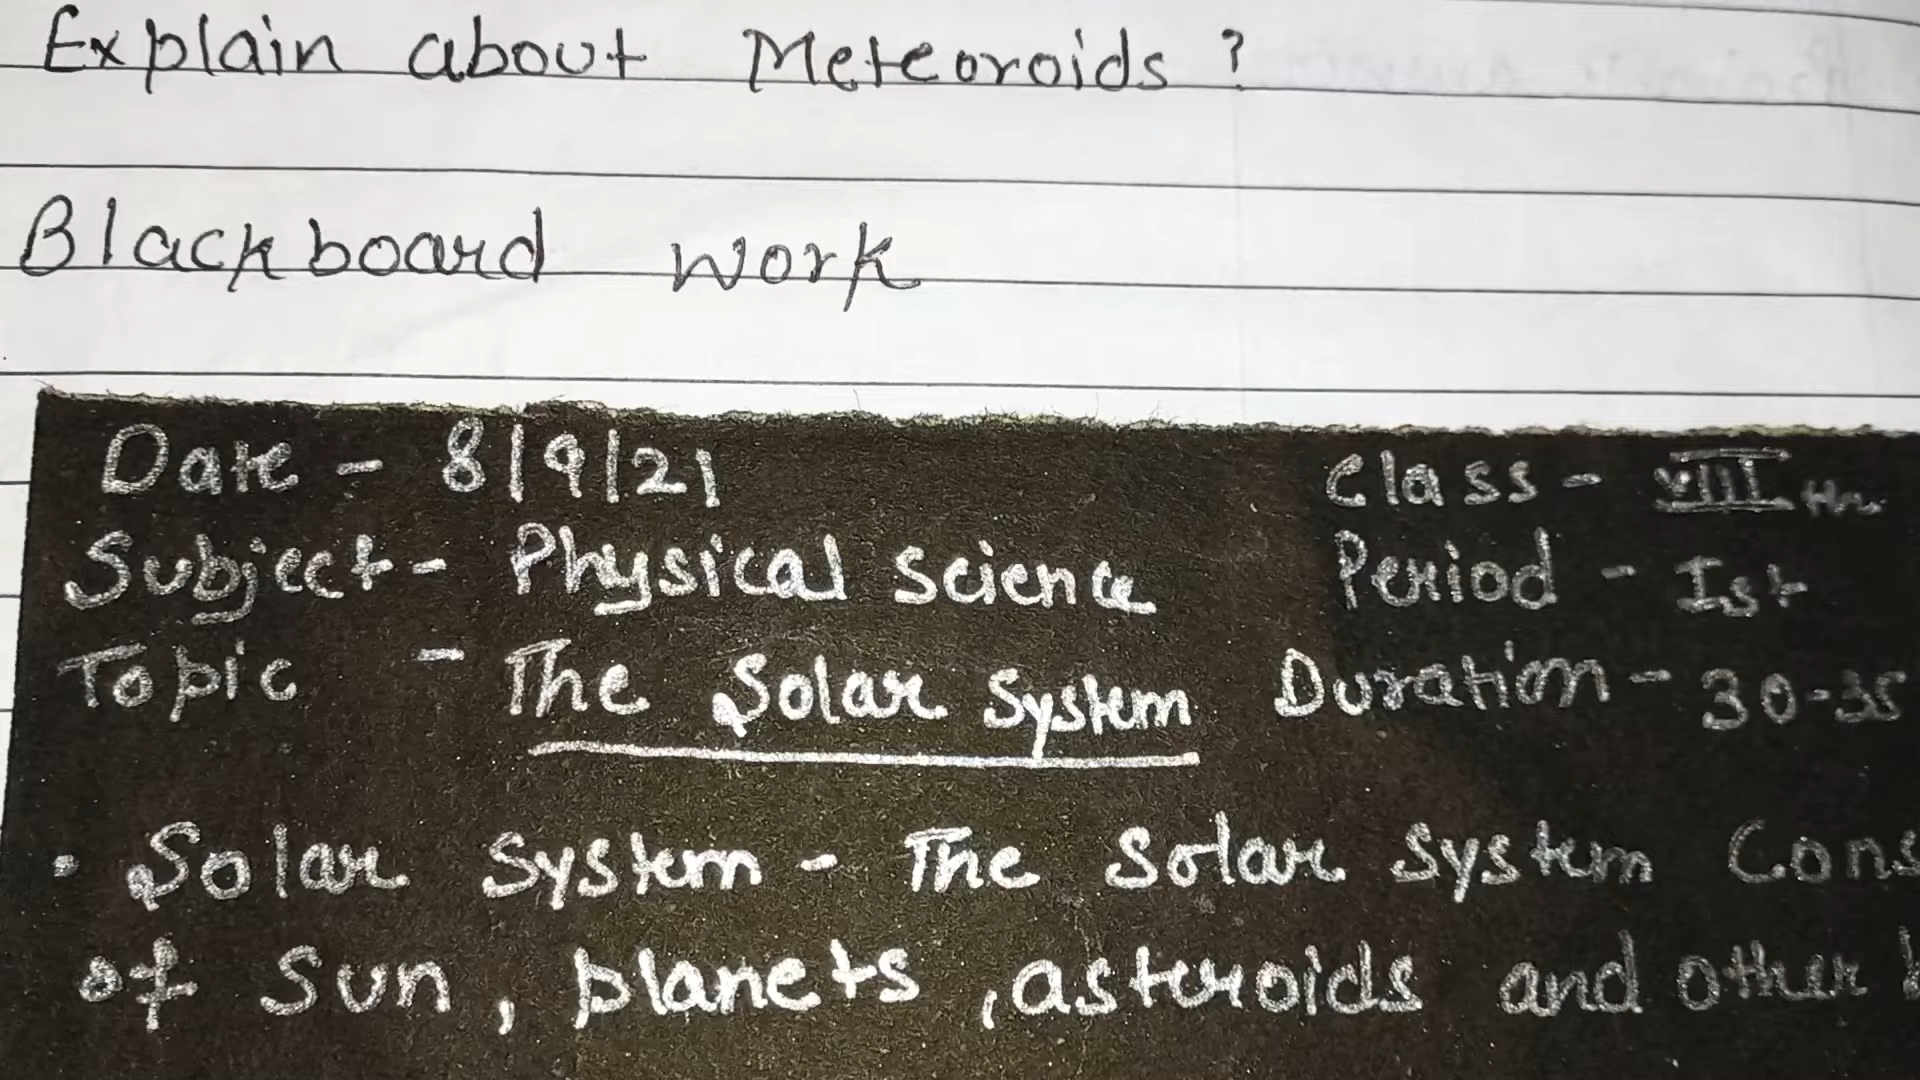 Explain about Meteoroids ?
Blackboard work
Date - 8/9/21 Class - VIII th
Subject - Physical Science Period - Ist
Topic - The Solar System Duration - 30-35
• Solar System - The Solar System Cons
of Sun, planets, asteroids and other